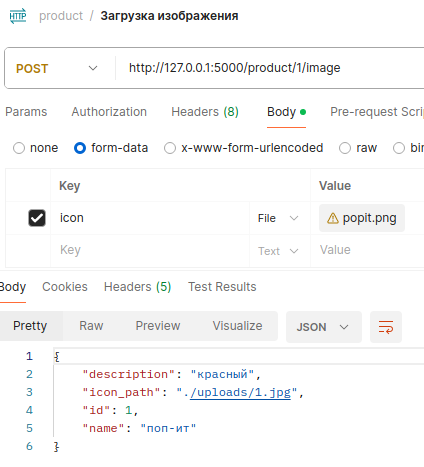 HTTP product / Загрузка изображения
POST http://127.0.0.1:5000/product/1/image
Params Authorization Headers (8) Body Pre-request Scri
none form-data x-www-form-urlencoded raw bin
Key Value
icon File popit.png
Key Text Value
Body Cookies Headers (5) Test Results
Pretty Raw Preview Visualize JSON
1 {
2 "description": "красный",
3 "icon_path": "./uploads/1.jpg",
4 "id": 1,
5 "name": "поп-ит"
6 }